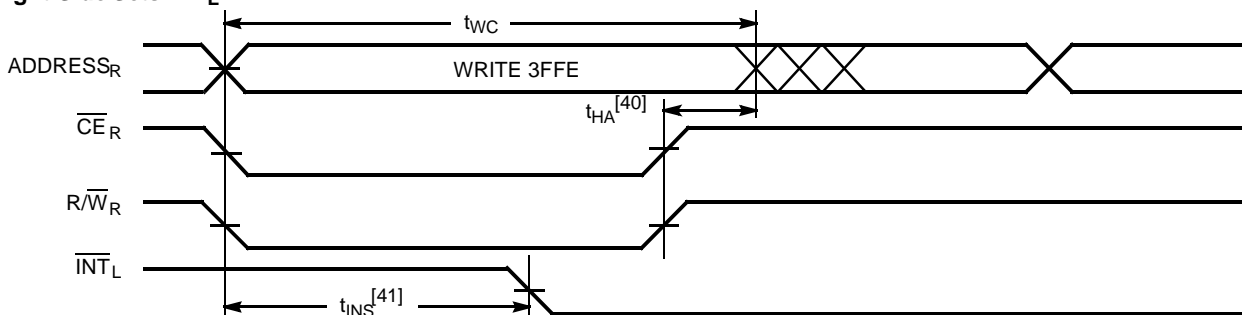 t_WC
ADDRESS_R
WRITE 3FFE
t_HA[40]
CE_R
R/W_R
INT_L
t_INS[41]